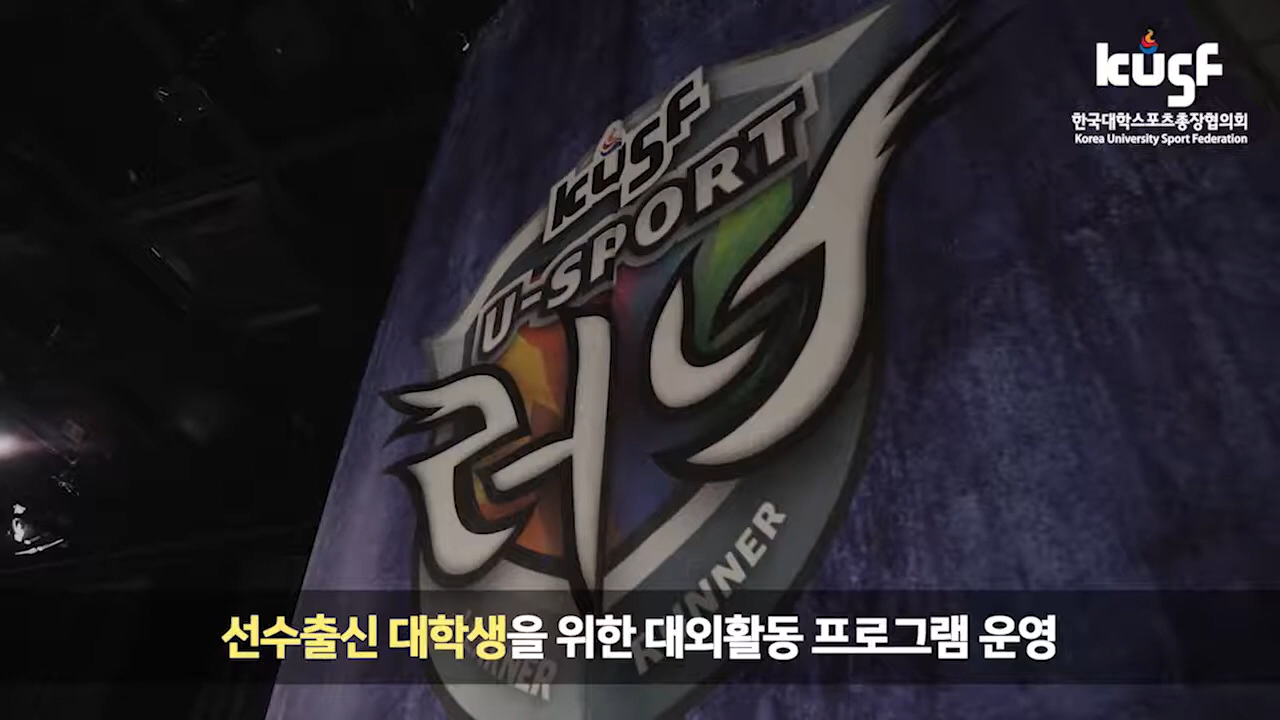 kusf
한국대학스포츠총장협의회
Korea University Sport Federation
kusf
U-SPORT
러너
RUNNER
선수출신 대학생을 위한 대외활동 프로그램 운영